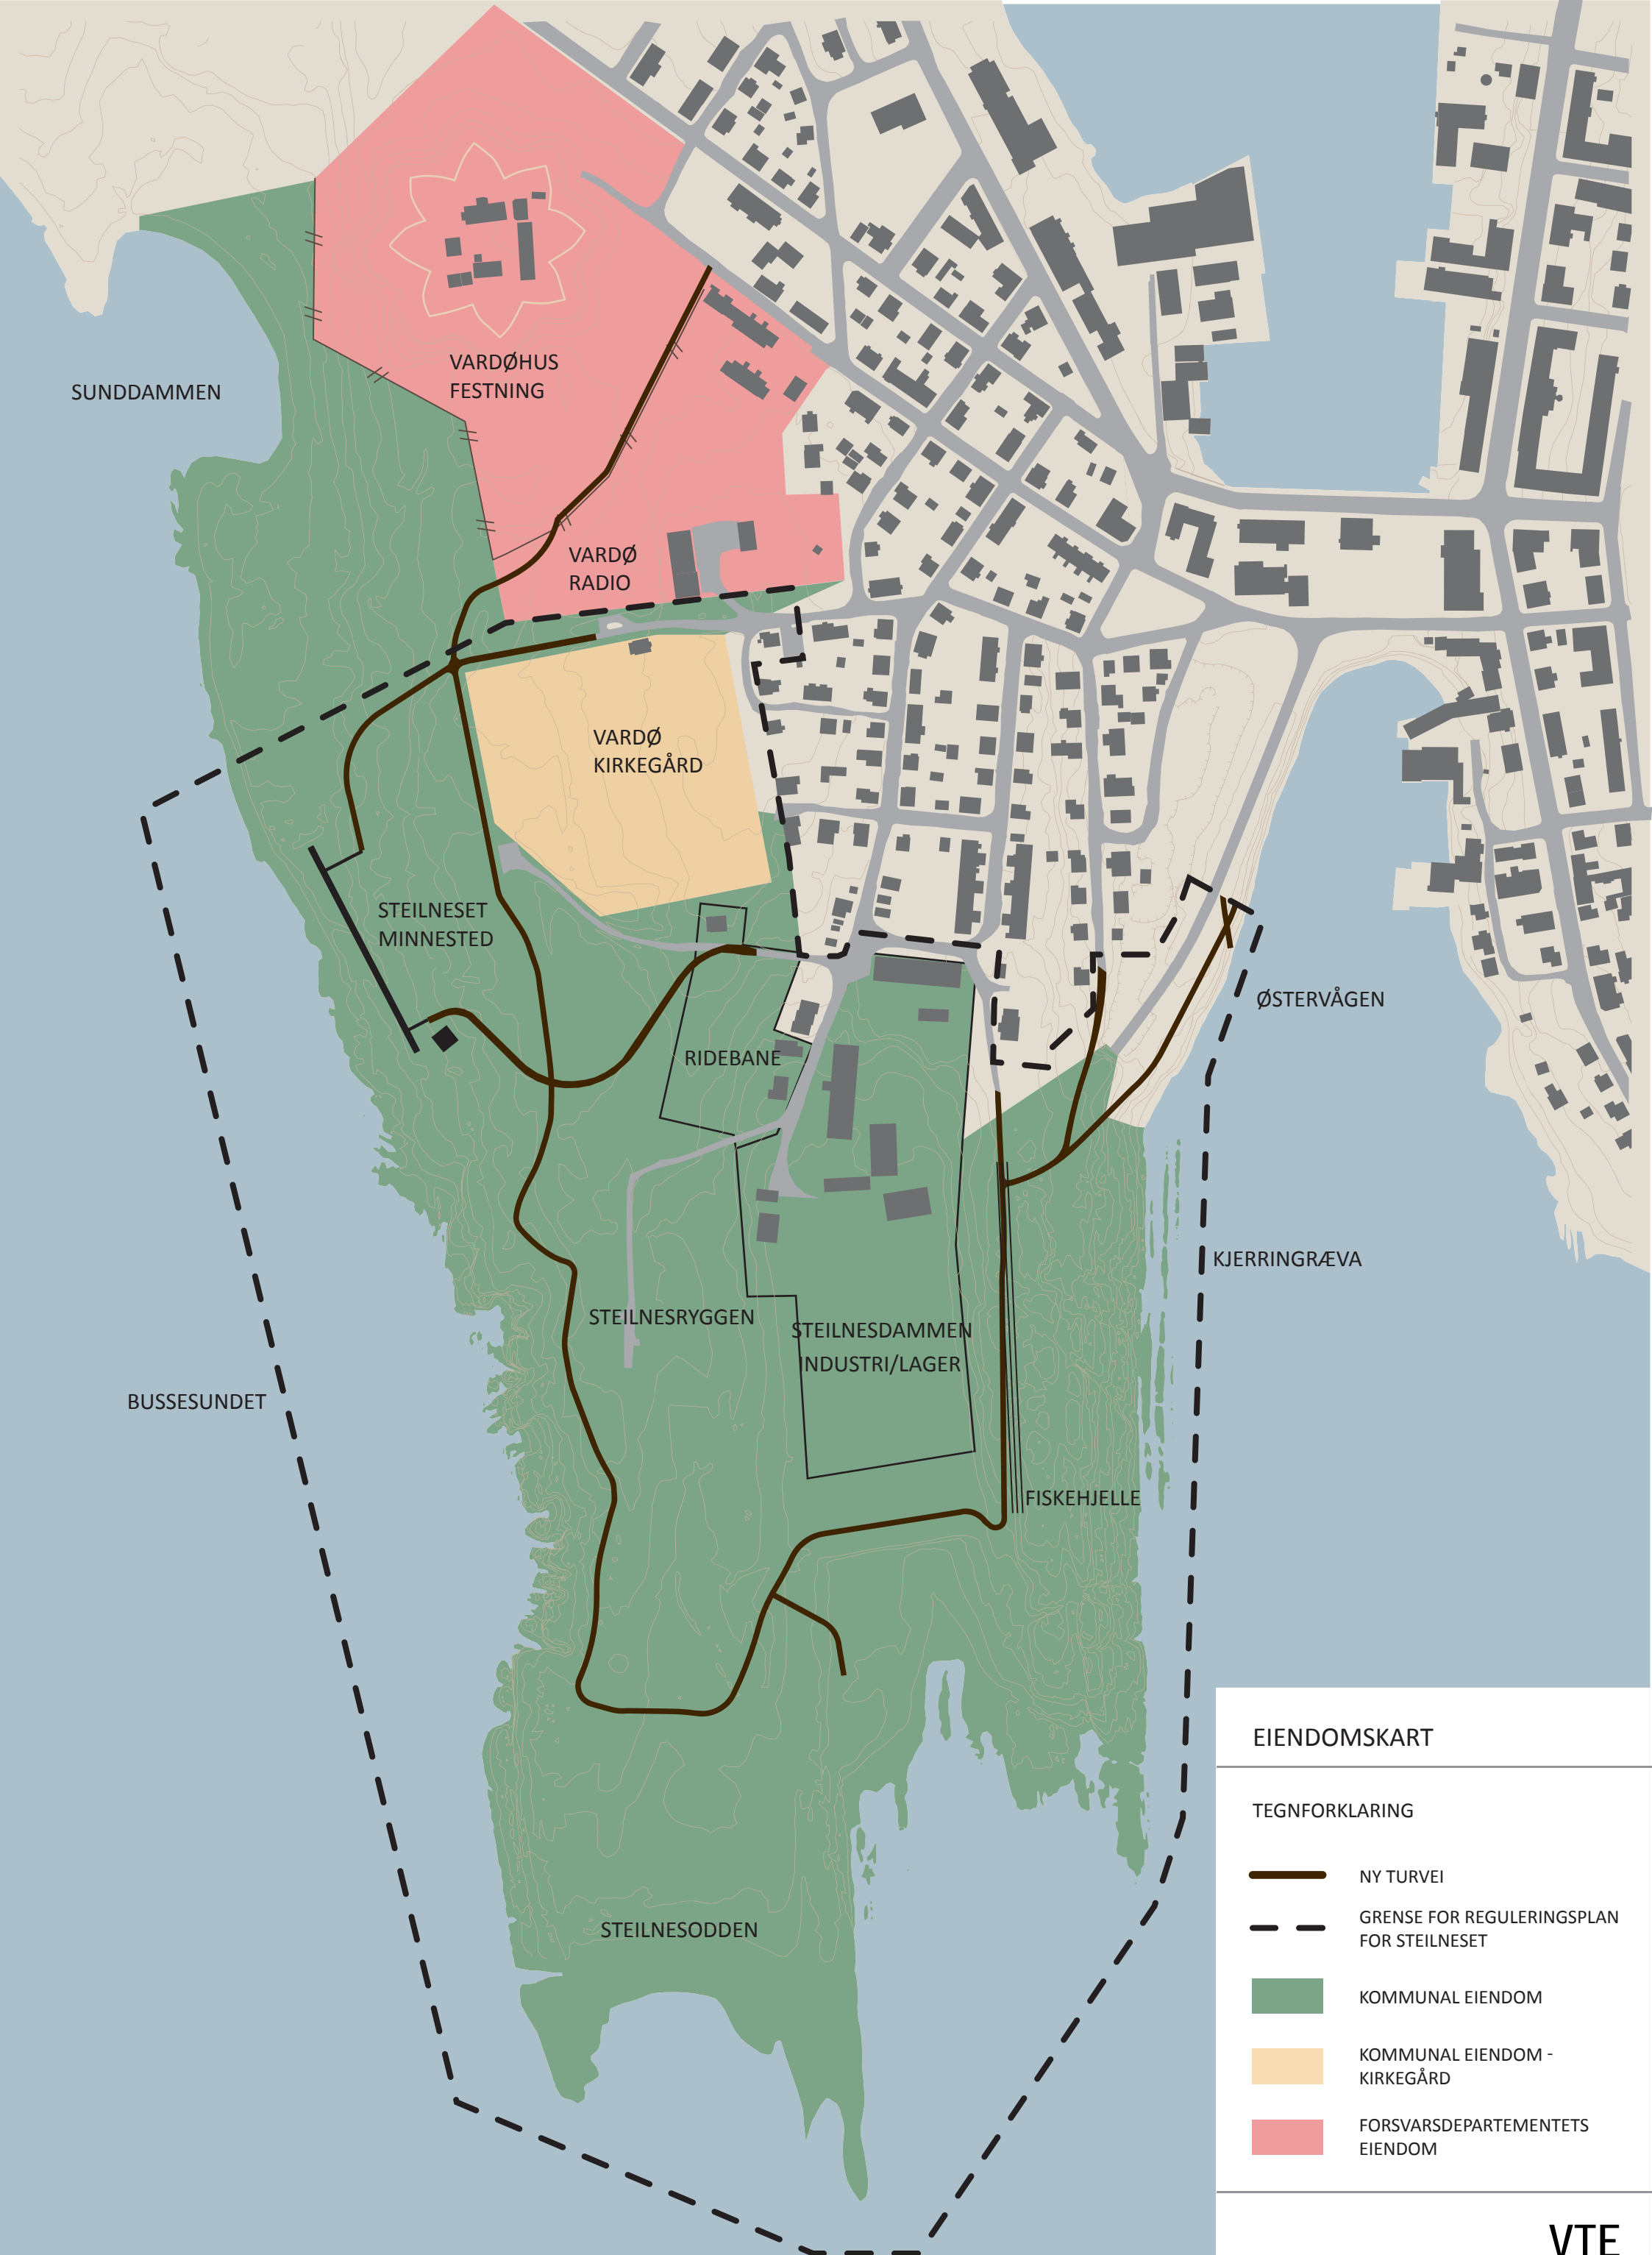 SUNDDAMMEN
VARDØHUS
FESTNING
VARDØ
RADIO
VARDØ
KIRKEGÅRD
STEILNESET
MINNESTED
RIDEBANE
ØSTERVÅGEN
KJERRINGRÆVA
STEILNESRYGGEN
STEILNESDAMMEN
INDUSTRI/LAGER
BUSSESUNDET
FISKEHJELLE
STEILNESODDEN
EIENDOMSKART
TEGNFORKLARING
NY TURVEI
GRENSE FOR REGULERINGSPLAN
FOR STEILNESET
KOMMUNAL EIENDOM
KOMMUNAL EIENDOM -
KIRKEGÅRD
FORSVARSDEPARTEMENTETS
EIENDOM
VTE